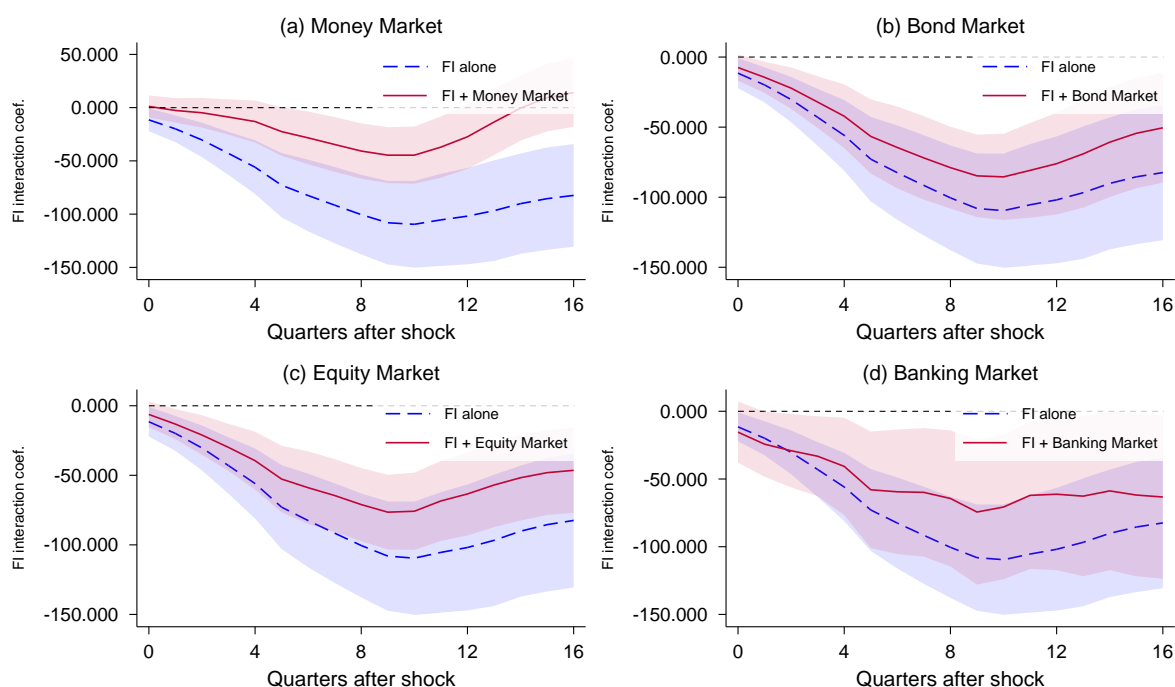 (a) Money Market
FI interaction coef.
50.000
0.000
-50.000
-100.000
-150.000
FI alone
FI + Money Market
0 4 8 12 16
Quarters after shock
(b) Bond Market
FI interaction coef.
0.000
-50.000
-100.000
-150.000
FI alone
FI + Bond Market
0 4 8 12 16
Quarters after shock
(c) Equity Market
FI interaction coef.
0.000
-50.000
-100.000
-150.000
FI alone
FI + Equity Market
0 4 8 12 16
Quarters after shock
(d) Banking Market
FI interaction coef.
0.000
-50.000
-100.000
-150.000
FI alone
FI + Banking Market
0 4 8 12 16
Quarters after shock